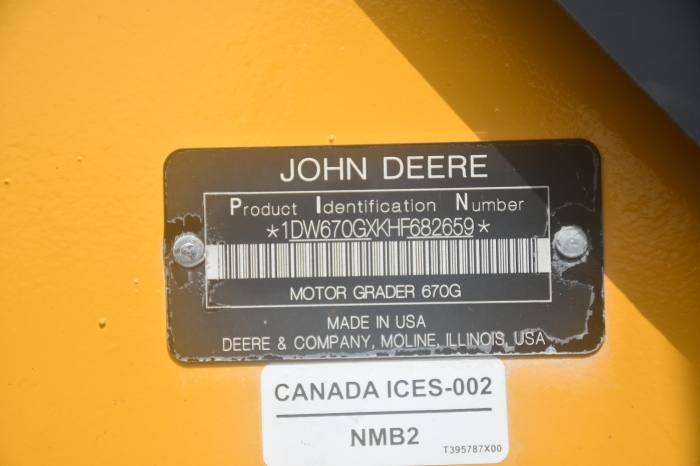 JOHN DEERE
Product Identification Number
*1DW670GXKHF682659*
MOTOR GRADER 670G
MADE IN USA
DEERE & COMPANY, MOLINE, ILLINOIS, USA
CANADA ICES-002
NMB2
T395787X00